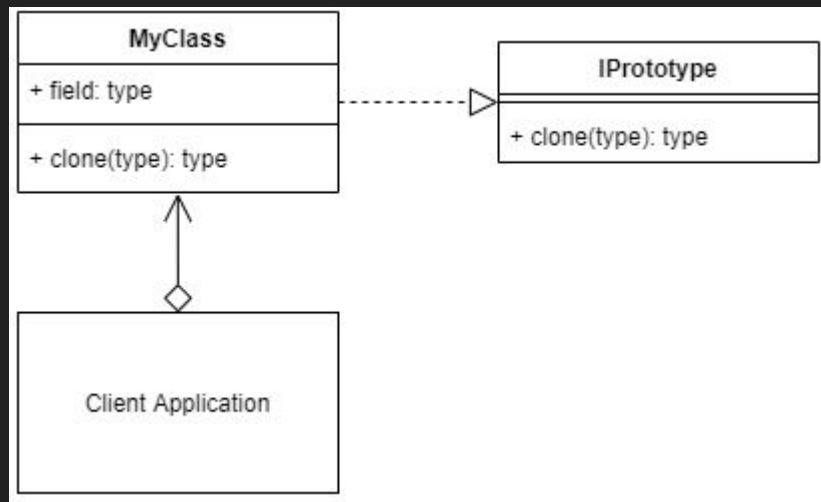 MyClass
+ field: type
+ clone(type): type
IPrototype
+ clone(type): type
Client Application